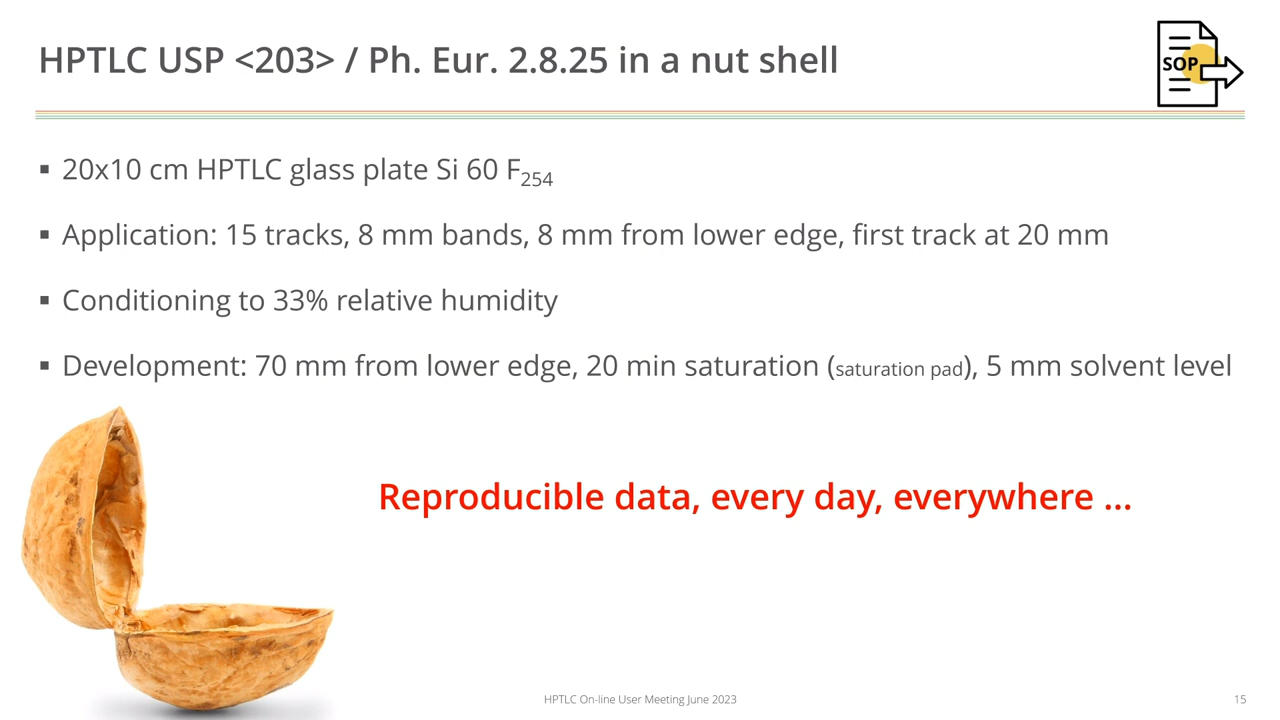 HPTLC USP <203> / Ph. Eur. 2.8.25 in a nut shell
SOP
▪ 20x10 cm HPTLC glass plate Si 60 F254
▪ Application: 15 tracks, 8 mm bands, 8 mm from lower edge, first track at 20 mm
▪ Conditioning to 33% relative humidity
▪ Development: 70 mm from lower edge, 20 min saturation (saturation pad), 5 mm solvent level
Reproducible data, every day, everywhere ...
HPTLC On-line User Meeting June 2023
15